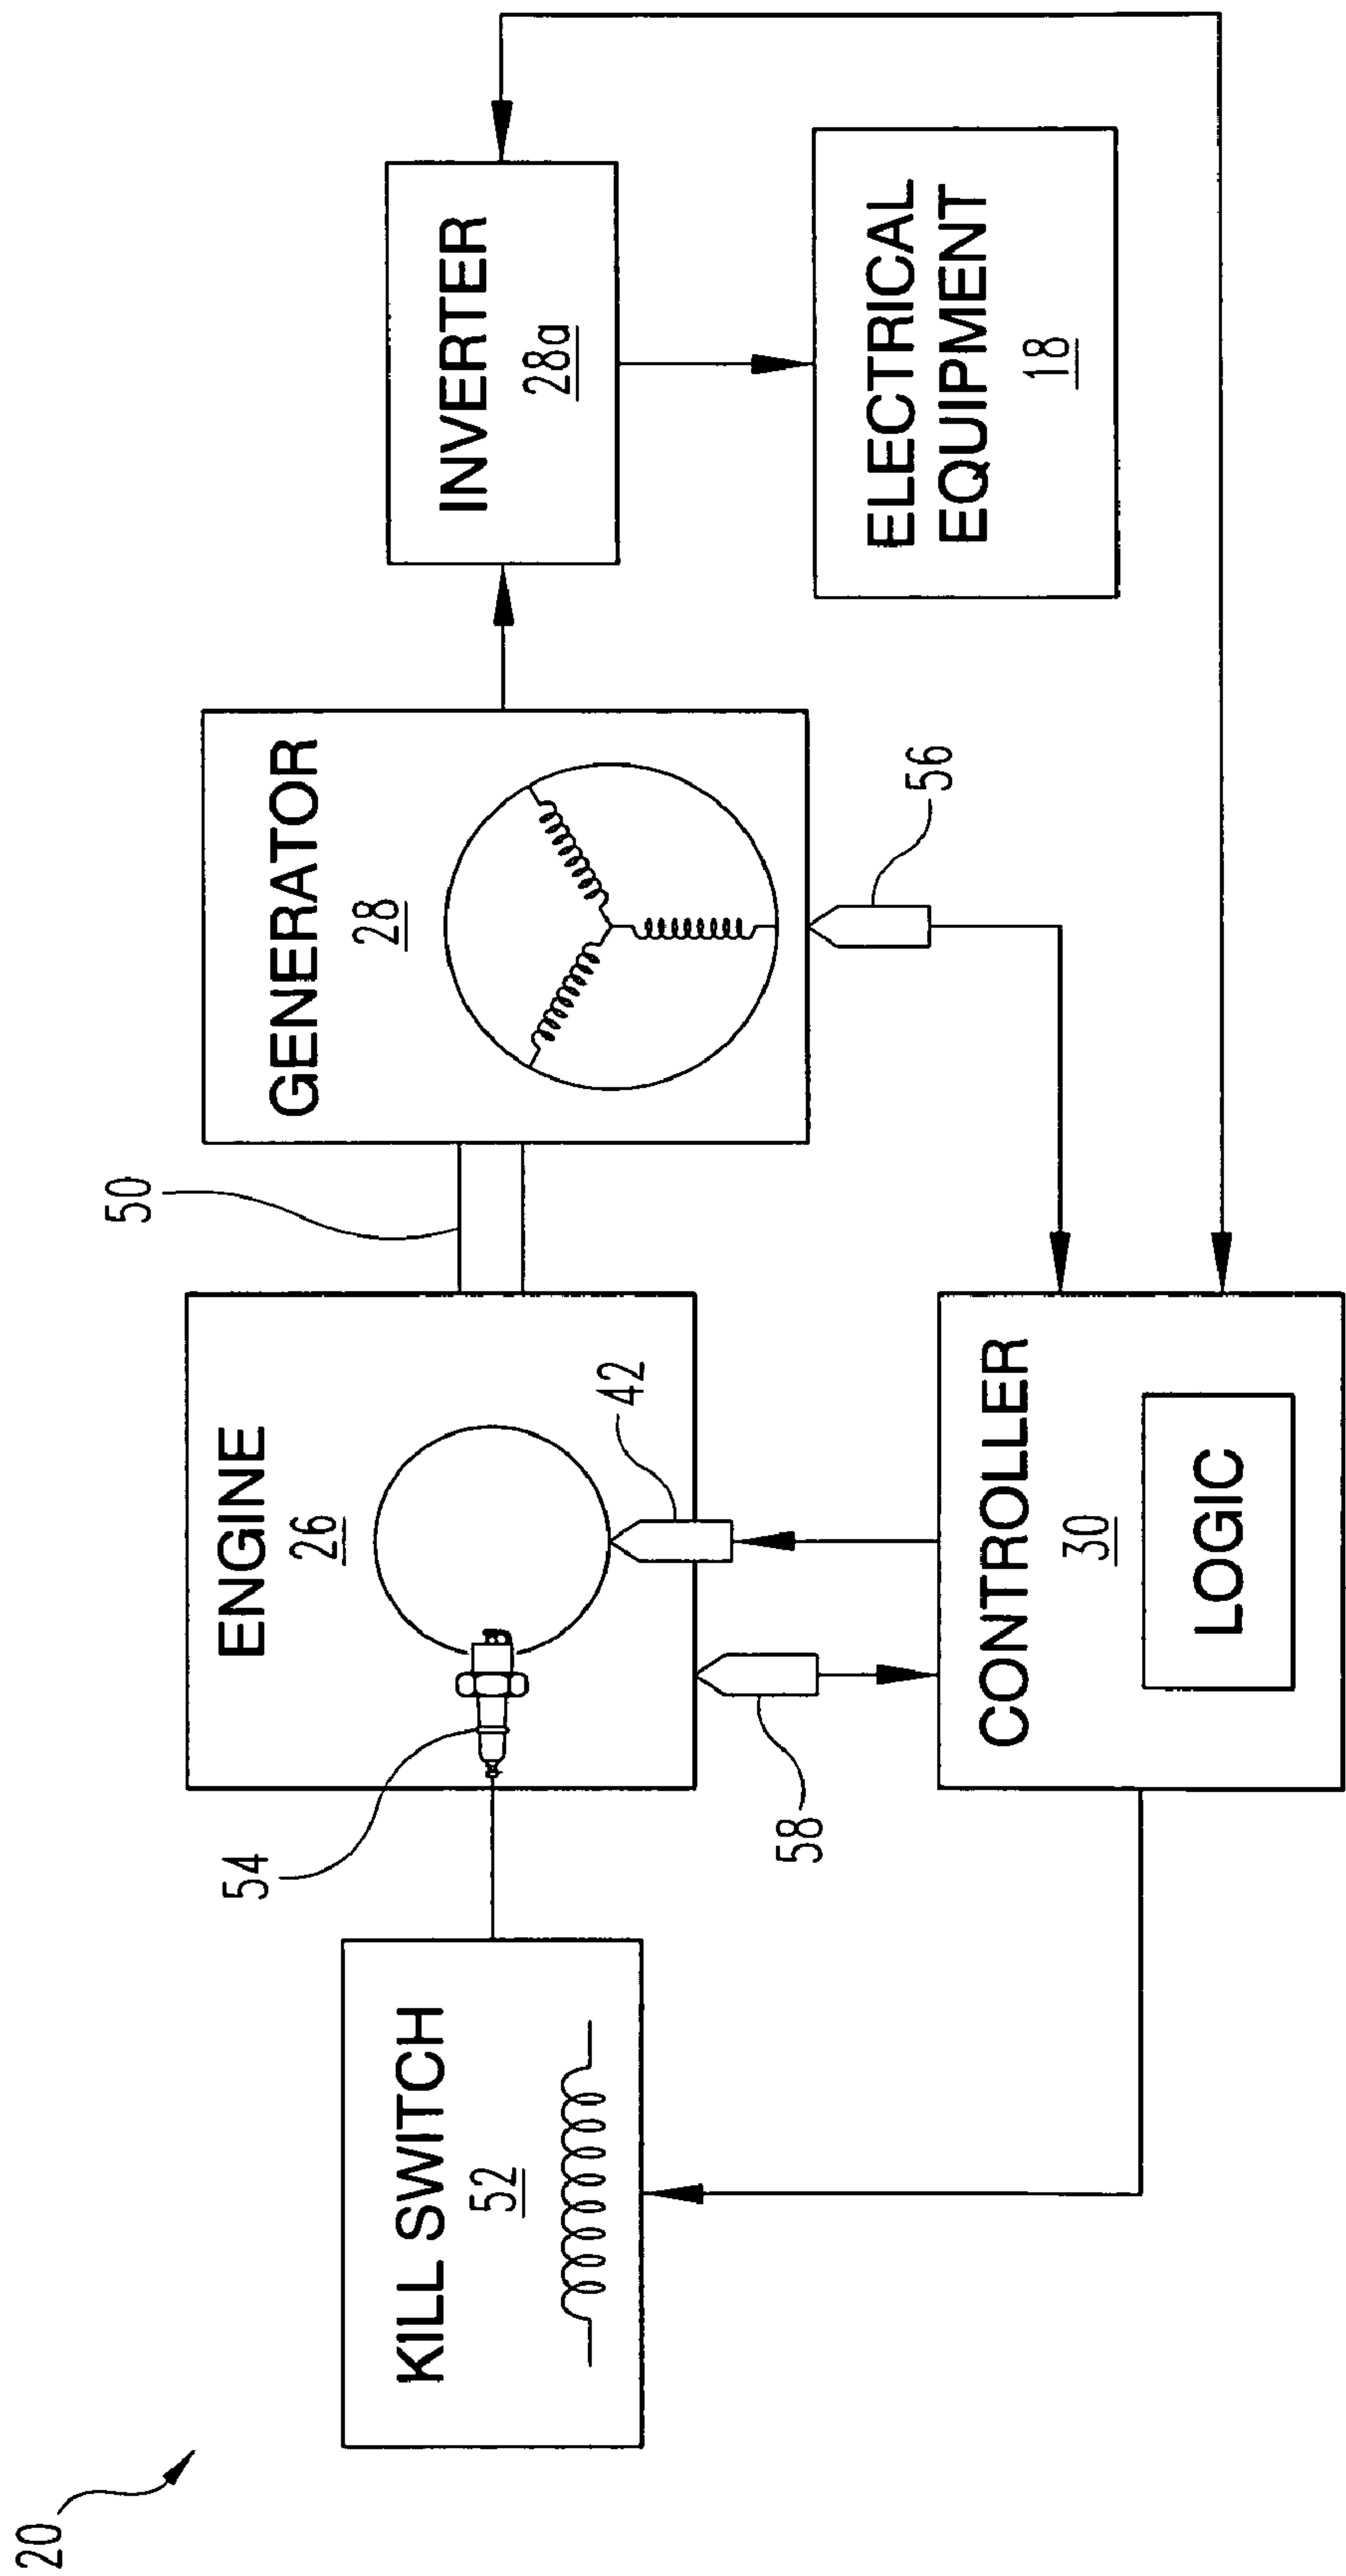 20
KILL SWITCH
52
54
ENGINE
26
42
58
50
GENERATOR
28
56
INVERTER
28a
ELECTRICAL
EQUIPMENT
18
CONTROLLER
30
LOGIC